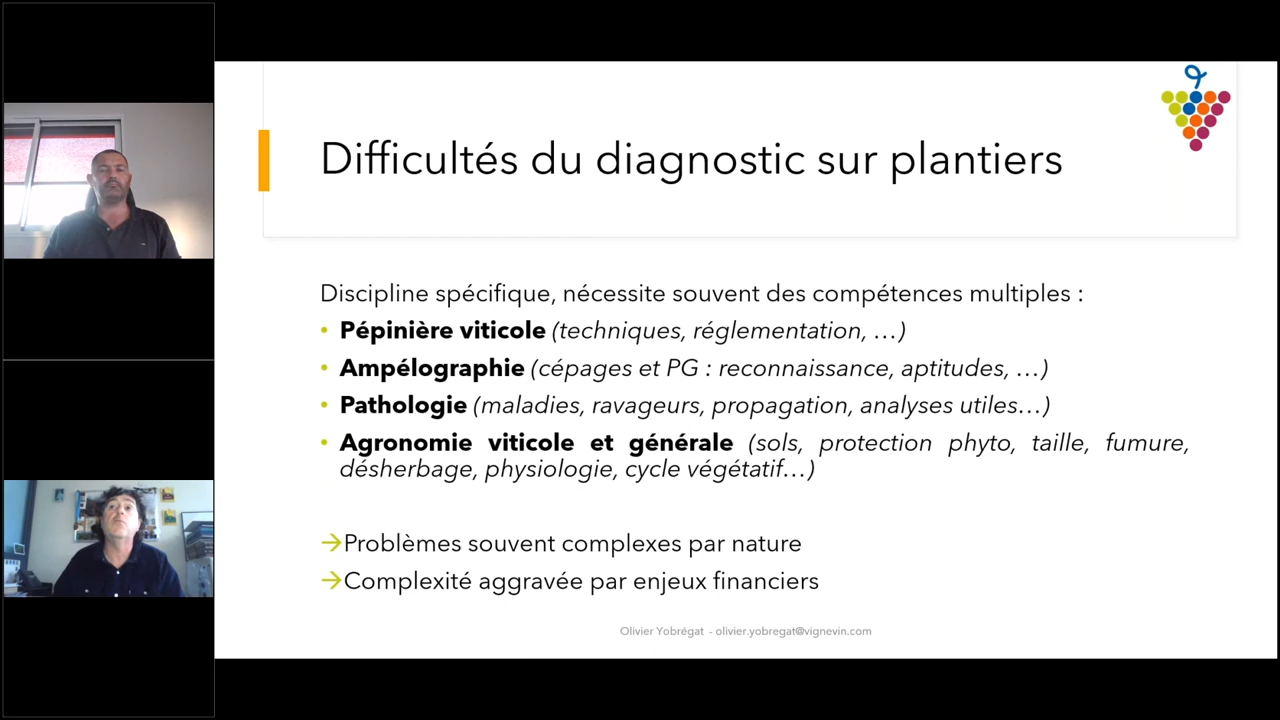 Difficultés du diagnostic sur plantiers
Discipline spécifique, nécessite souvent des compétences multiples :
• Pépinière viticole (techniques, réglementation, …)
• Ampélographie (cépages et PG : reconnaissance, aptitudes, …)
• Pathologie (maladies, ravageurs, propagation, analyses utiles…)
• Agronomie viticole et générale (sols, protection phyto, taille, fumure,
désherbage, physiologie, cycle végétatif…)
→Problèmes souvent complexes par nature
→Complexité aggravée par enjeux financiers
Olivier Yobrégat - olivier.yobregat@vignevin.com